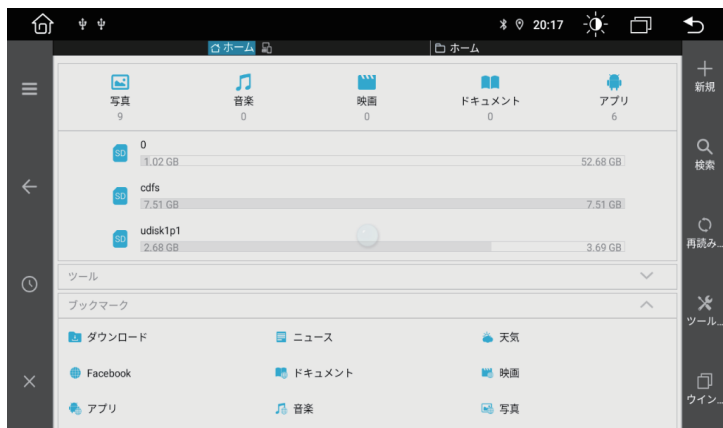 20:17
ホーム
ホーム
新規
検索
再読み...
ツール...
ウイン...
写真 音楽 映画 ドキュメント アプリ
9 0 0 0 6
SD 0
1.02 GB 52.68 GB
SD cdfs
7.51 GB 7.51 GB
SD udisk1p1
2.68 GB 3.69 GB
ツール
ブックマーク
ダウンロード ニュース 天気
Facebook ドキュメント 映画
アプリ 音楽 写真